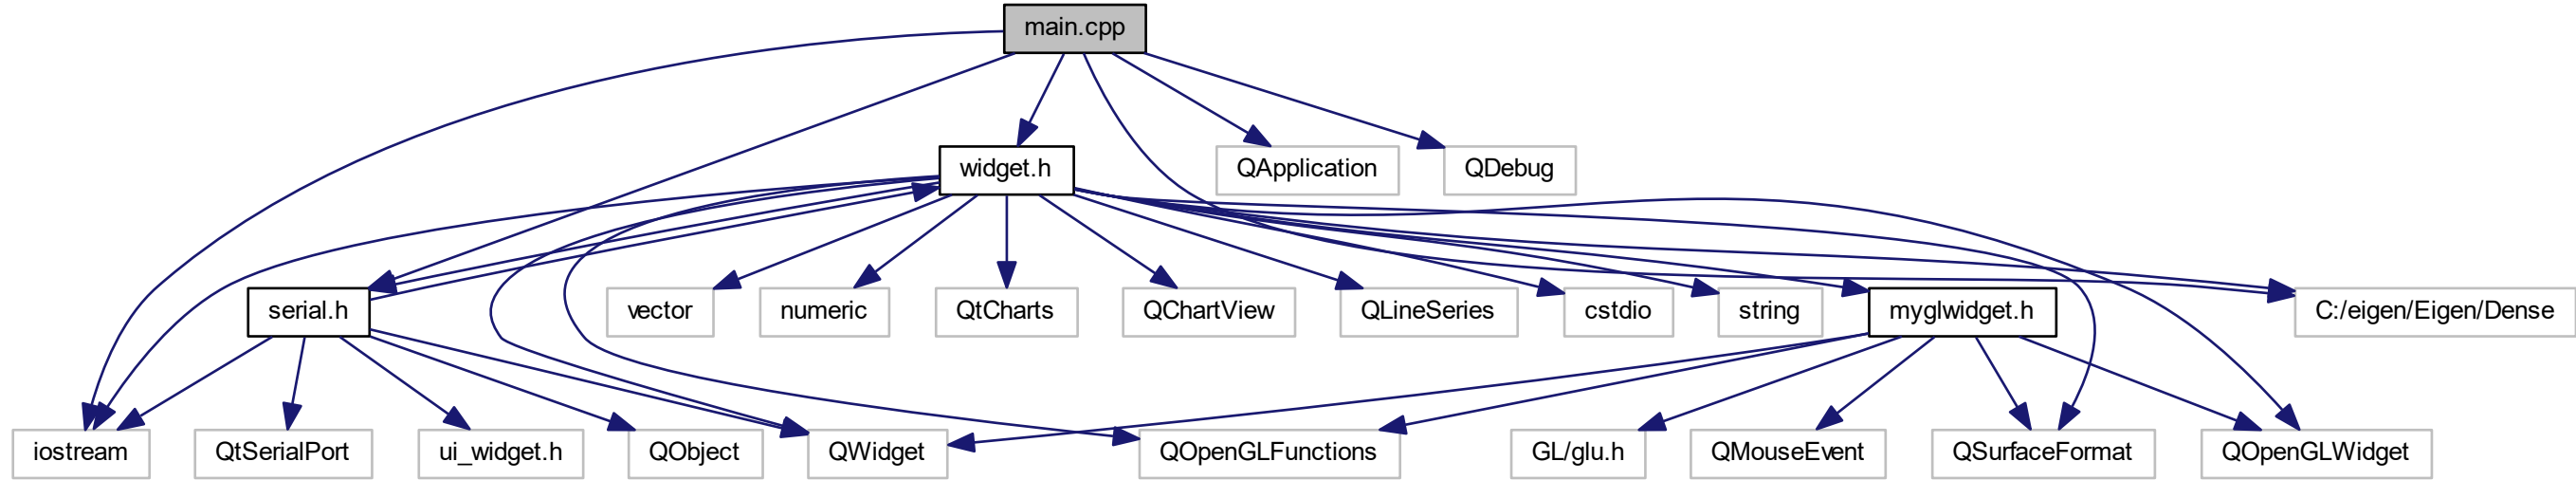 main.cpp
widget.h
QApplication
QDebug
serial.h
vector
numeric
QtCharts
QChartView
QLineSeries
cstdio
string
myglwidget.h
C:/eigen/Eigen/Dense
iostream
QtSerialPort
ui_widget.h
QObject
QWidget
QOpenGLFunctions
GL/glu.h
QMouseEvent
QSurfaceFormat
QOpenGLWidget